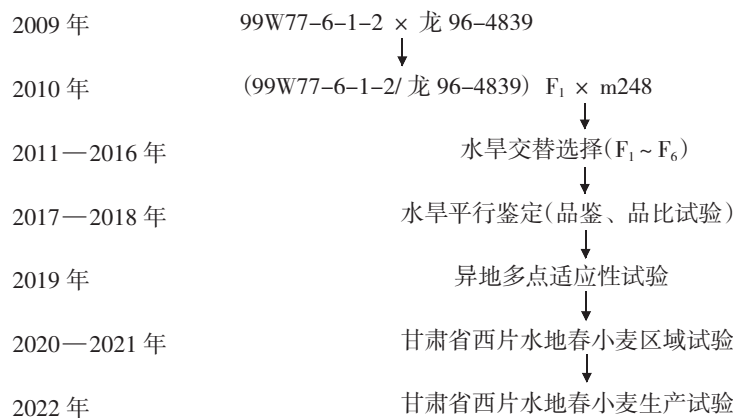 2009 年 99W77-6-1-2 × 龙 96-4839
2010 年 (99W77-6-1-2/ 龙 96-4839) F₁ × m248
2011—2016 年 水旱交替选择(F₁~F₆)
2017—2018 年 水旱平行鉴定(品鉴、品比试验)
2019 年 异地多点适应性试验
2020—2021 年 甘肃省西片水地春小麦区域试验
2022 年 甘肃省西片水地春小麦生产试验